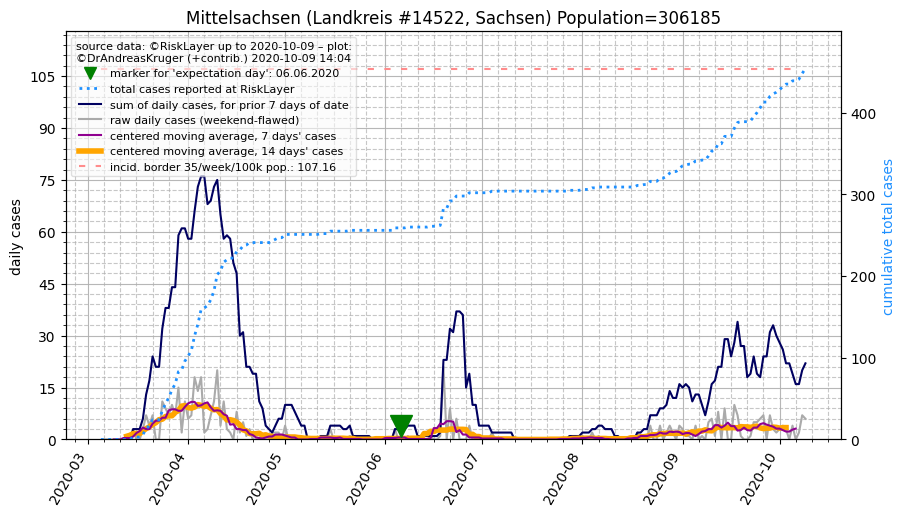 Mittelsachsen (Landkreis #14522, Sachsen) Population=306185
source data: ©RiskLayer up to 2020-10-09 – plot:
©DrAndreasKruger (+contrib.) 2020-10-09 14:04
marker for 'expectation day': 06.06.2020
total cases reported at RiskLayer
sum of daily cases, for prior 7 days of date
raw daily cases (weekend-flawed)
centered moving average, 7 days' cases
centered moving average, 14 days' cases
incid. border 35/week/100k pop.: 107.16
daily cases
105
90
75
60
45
30
15
0
cumulative total cases
400
300
200
100
0
2020-03
2020-04
2020-05
2020-06
2020-07
2020-08
2020-09
2020-10